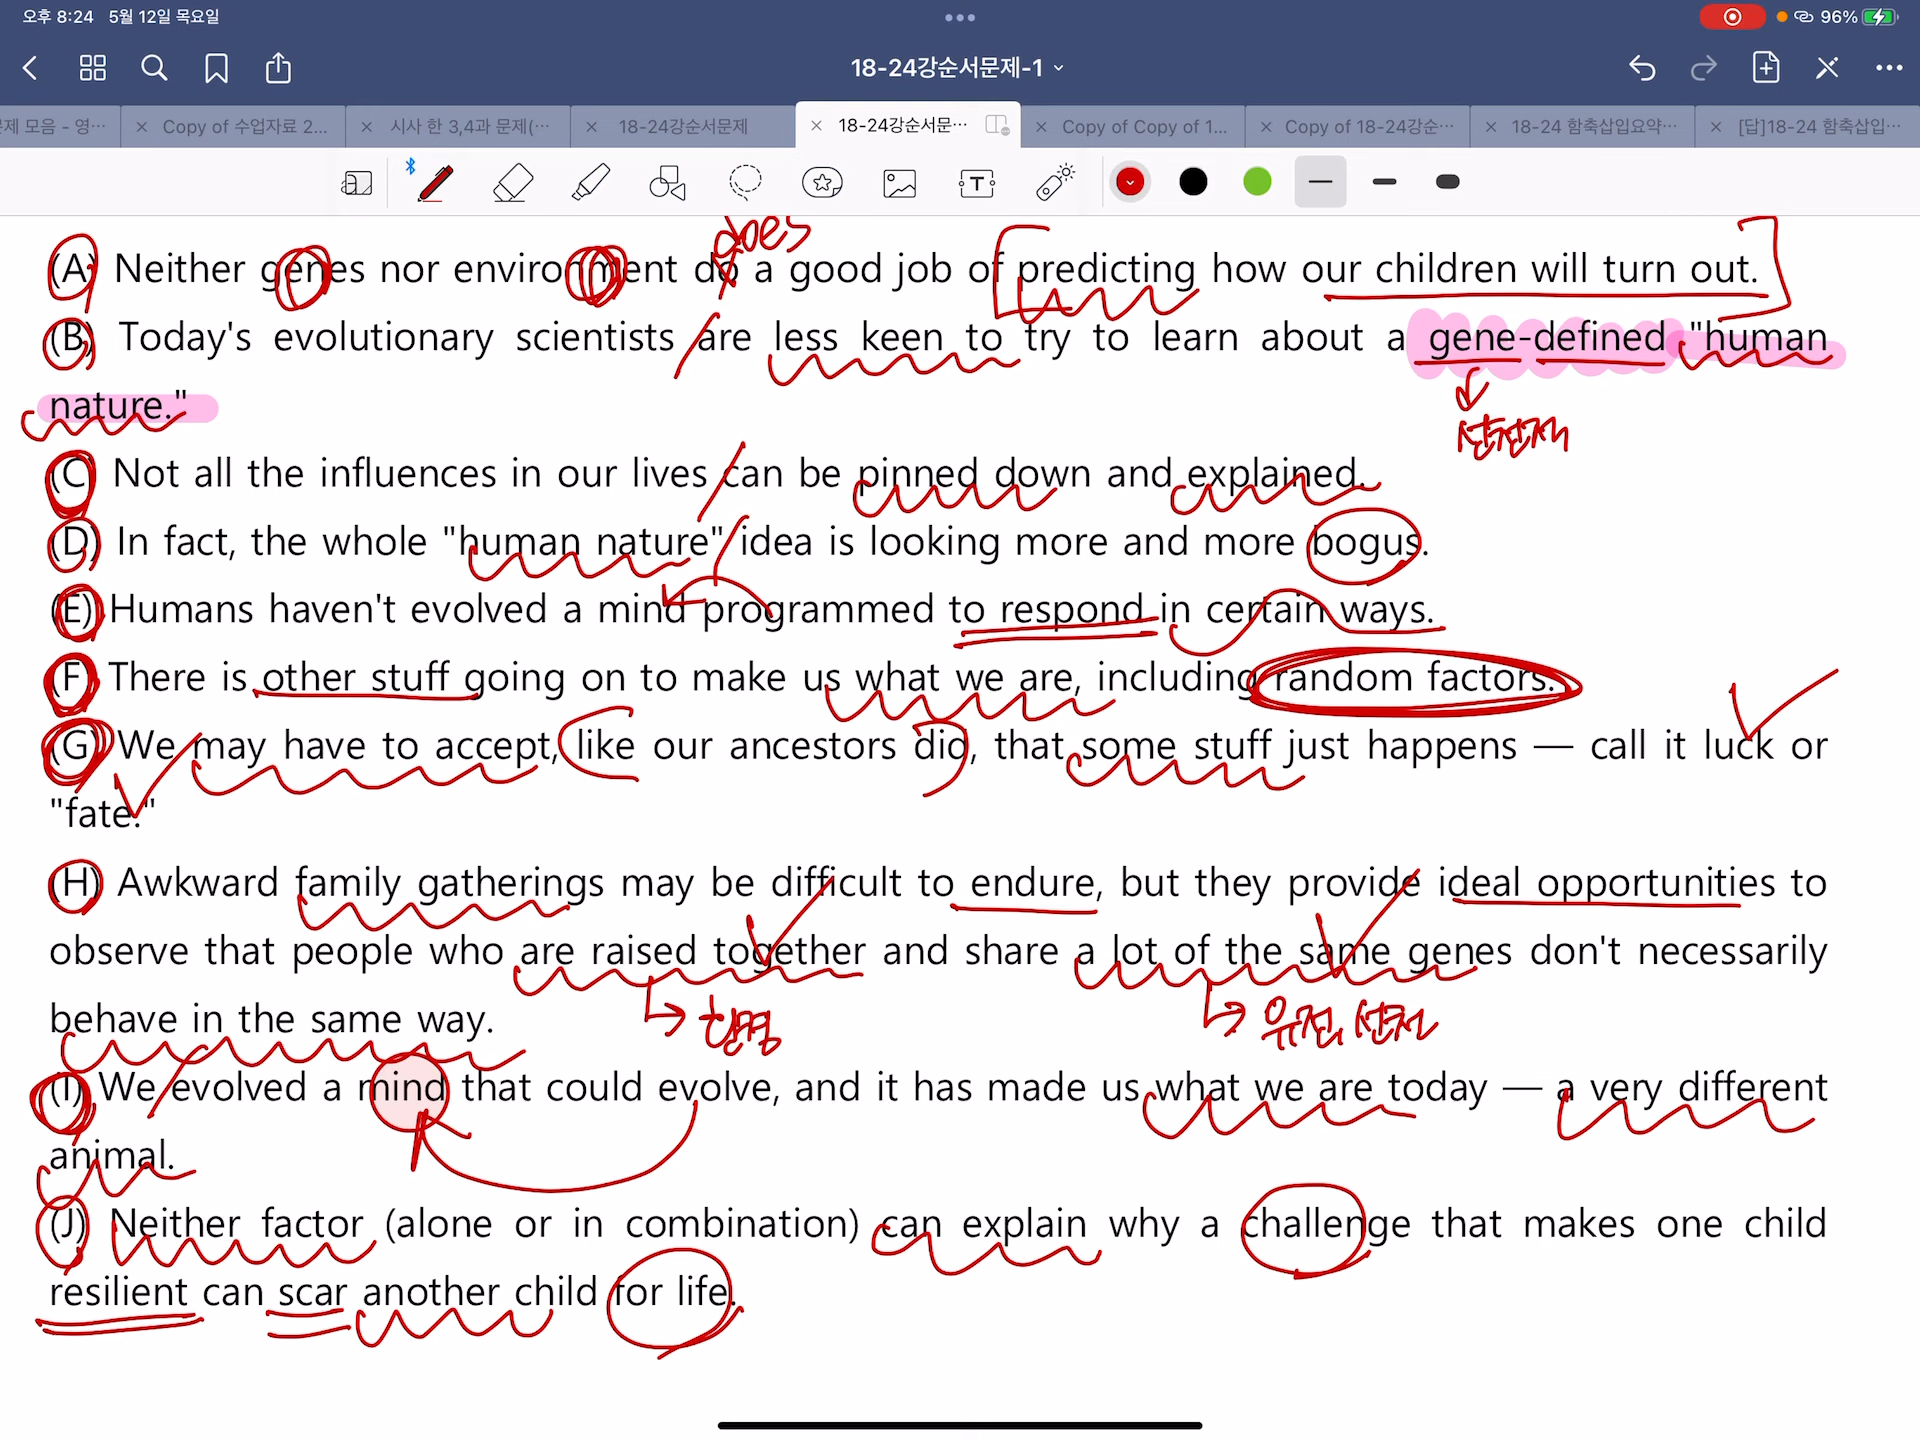 오후 8:24 5월 12일 목요일
96%
18-24강순서문제-1
문제 모음 - 영…
Copy of 수업자료 2...
시사 한 3,4과 문제(…
18-24강순서문제
18-24강순서문…
Copy of Copy of 1...
Copy of 18-24강순…
18-24 함축삽입요약…
[답]18-24 함축삽입…
does
(A) Neither genes nor environment do a good job of predicting how our children will turn out.
(B) Today's evolutionary scientists are less keen to try to learn about a gene-defined "human
nature."
선천적
(C) Not all the influences in our lives can be pinned down and explained.
(D) In fact, the whole "human nature" idea is looking more and more bogus.
(E) Humans haven't evolved a mind programmed to respond in certain ways.
(F) There is other stuff going on to make us what we are, including random factors.
(G) We may have to accept, like our ancestors did, that some stuff just happens — call it luck or
"fate."
(H) Awkward family gatherings may be difficult to endure, but they provide ideal opportunities to
observe that people who are raised together and share a lot of the same genes don't necessarily
behave in the same way.
환경
유전, 선천
(I) We evolved a mind that could evolve, and it has made us what we are today — a very different
animal.
(J) Neither factor (alone or in combination) can explain why a challenge that makes one child
resilient can scar another child for life.